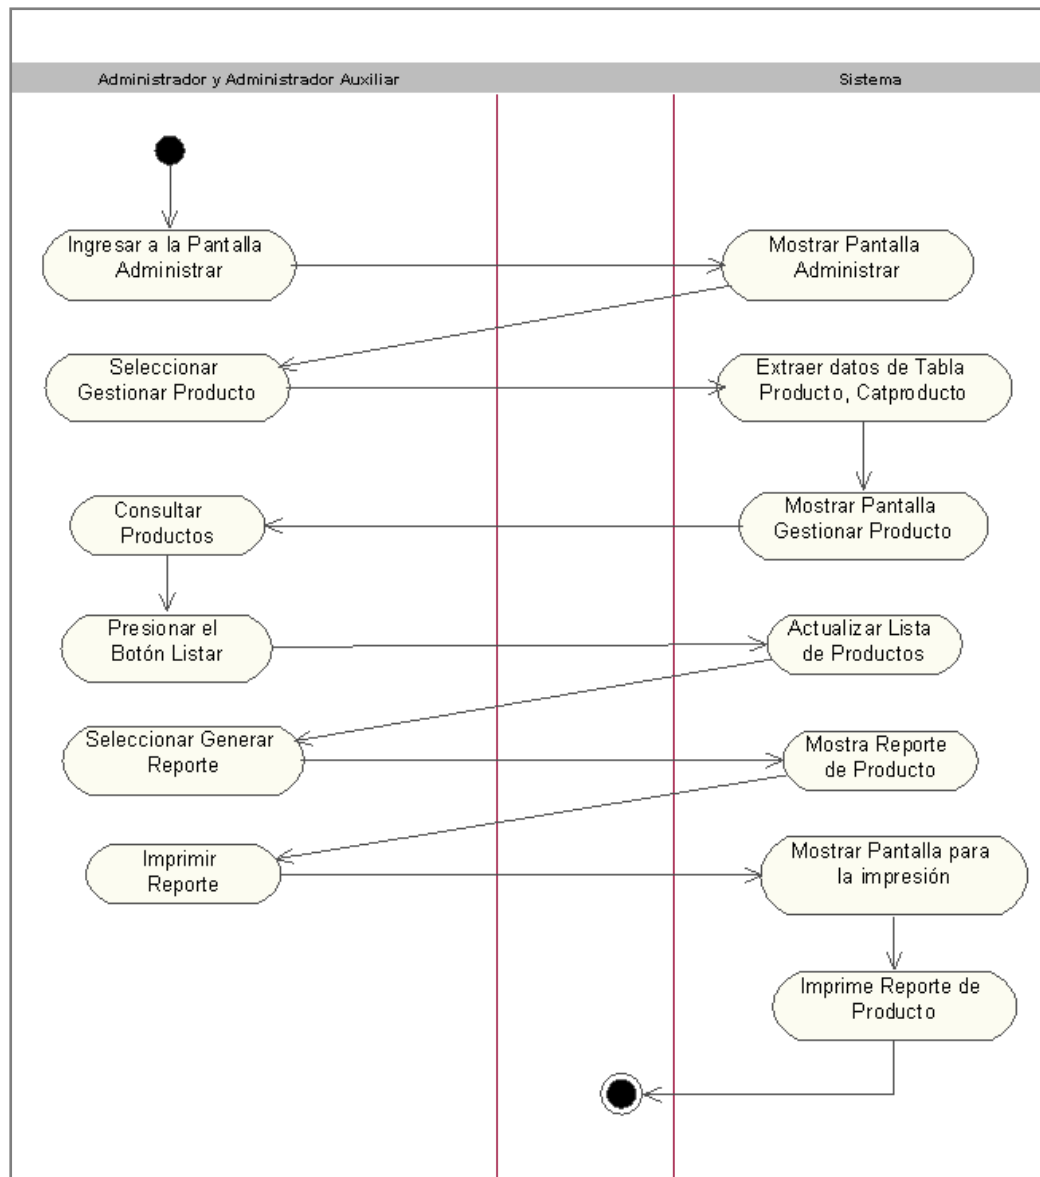 Administrador y Administrador Auxiliar
Sistema
Ingresar a la Pantalla
Administrar
Mostrar Pantalla
Administrar
Seleccionar
Gestionar Producto
Extraer datos de Tabla
Producto, Catproducto
Consultar
Productos
Mostrar Pantalla
Gestionar Producto
Presionar el
Botón Listar
Actualizar Lista
de Productos
Seleccionar Generar
Reporte
Mostra Reporte
de Producto
Imprimir
Reporte
Mostrar Pantalla para
la impresión
Imprime Reporte de
Producto